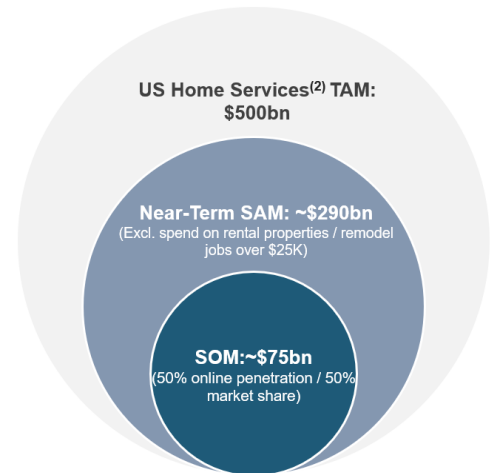 US Home Services(2) TAM:
$500bn
Near-Term SAM: ~$290bn
(Excl. spend on rental properties / remodel
jobs over $25K)
SOM:~$75bn
(50% online penetration / 50%
market share)